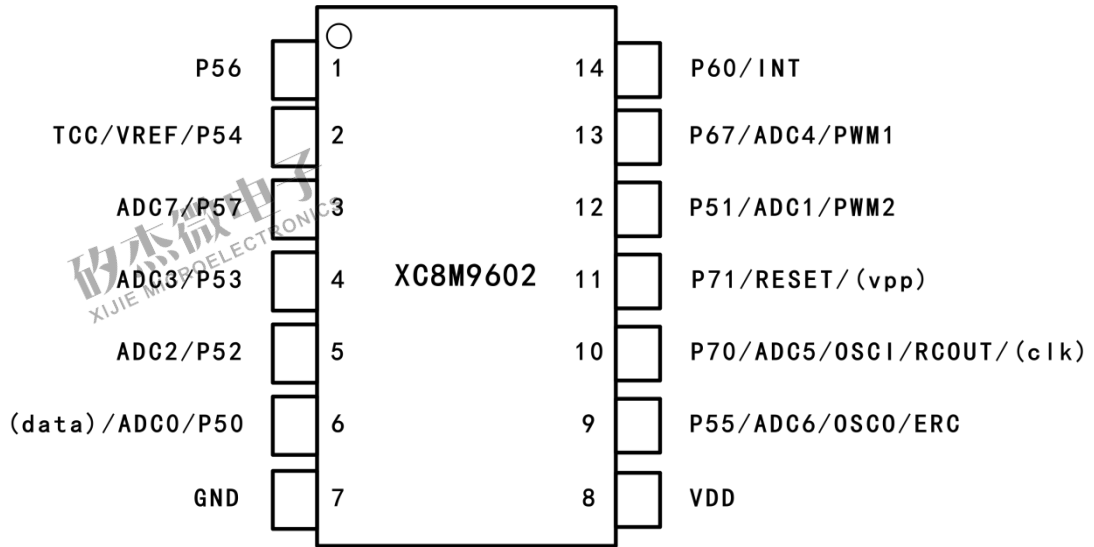 P56 1 14 P60/INT
TCC/VREF/P54 2 13 P67/ADC4/PWM1
ADC7/P57 3 12 P51/ADC1/PWM2
ADC3/P53 4 XC8M9602 11 P71/RESET/(vpp)
ADC2/P52 5 10 P70/ADC5/OSCI/RCOUT/(clk)
(data)/ADC0/P50 6 9 P55/ADC6/OSCO/ERC
GND 7 8 VDD
矽杰微电子
XIJIE MICROELECTRONICS